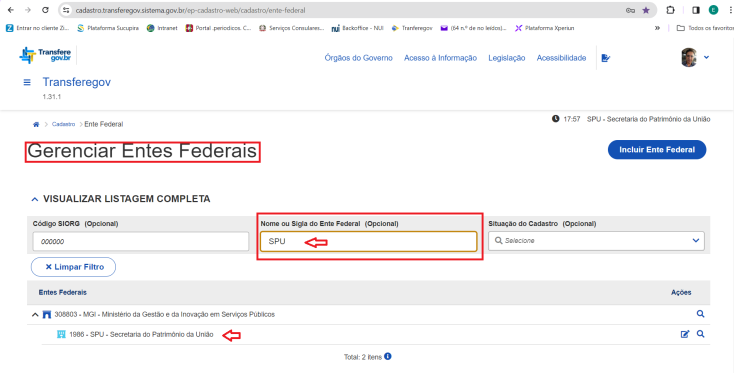 cadastro.transferegov.sistema.gov.br/ep-cadastro-web/cadastro/ente-federal
Entrar no cliente Zi... Plataforma Sucupira Intranet Portal .periodicos. C... Serviços Consulares... Backoffice - NUI Tranferegov (64 n.º de no leídos)... Plataforma Xperiun » Todos os favoritos
Transfere
gov.br
Órgãos do Governo Acesso à Informação Legislação Acessibilidade
Transferegov
1.31.1
Cadastro > Ente Federal
17:57 SPU - Secretaria do Patrimônio da União
Gerenciar Entes Federais
Incluir Ente Federal
VISUALIZAR LISTAGEM COMPLETA
Código SIORG (Opcional) Nome ou Sigla do Ente Federal (Opcional) Situação do Cadastro (Opcional)
000000 SPU Selecione
× Limpar Filtro
Entes Federais Ações
308803 - MGI - Ministério da Gestão e da Inovação em Serviços Públicos
1986 - SPU - Secretaria do Patrimônio da União
Total: 2 itens